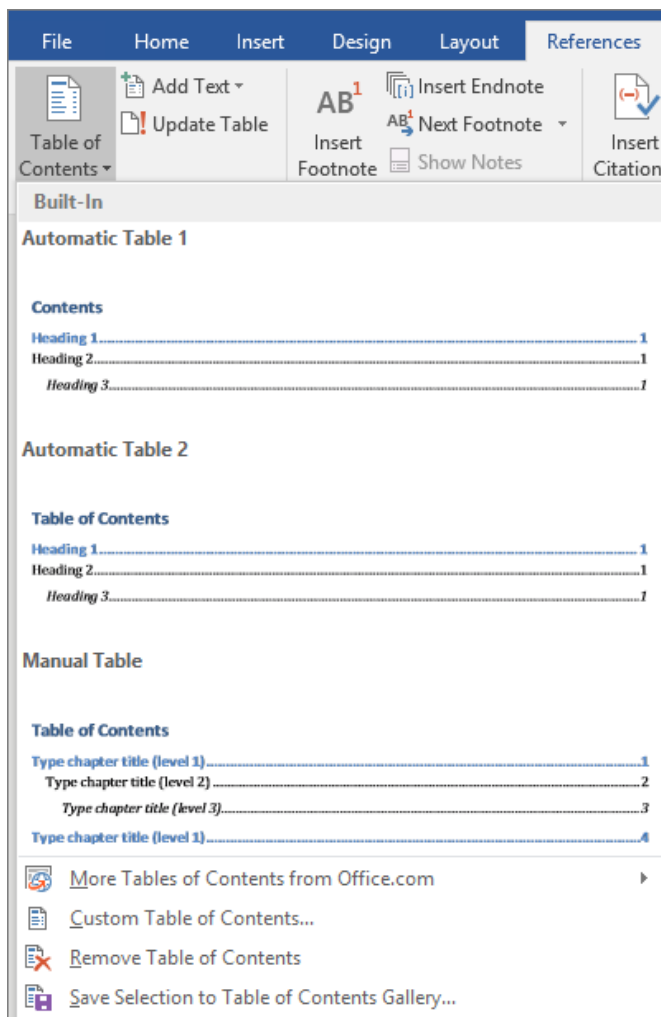 File Home Insert Design Layout References
Add Text
Update Table
Table of
Contents
AB1
Insert
Footnote
[i] Insert Endnote
AB1 Next Footnote
Show Notes
(-)
Insert
Citation
Built-In
Automatic Table 1
Contents
Heading 1 1
Heading 2 1
Heading 3 1
Automatic Table 2
Table of Contents
Heading 1 1
Heading 2 1
Heading 3 1
Manual Table
Table of Contents
Type chapter title (level 1) 1
Type chapter title (level 2) 2
Type chapter title (level 3) 3
Type chapter title (level 1) 4
More Tables of Contents from Office.com
Custom Table of Contents...
Remove Table of Contents
Save Selection to Table of Contents Gallery...